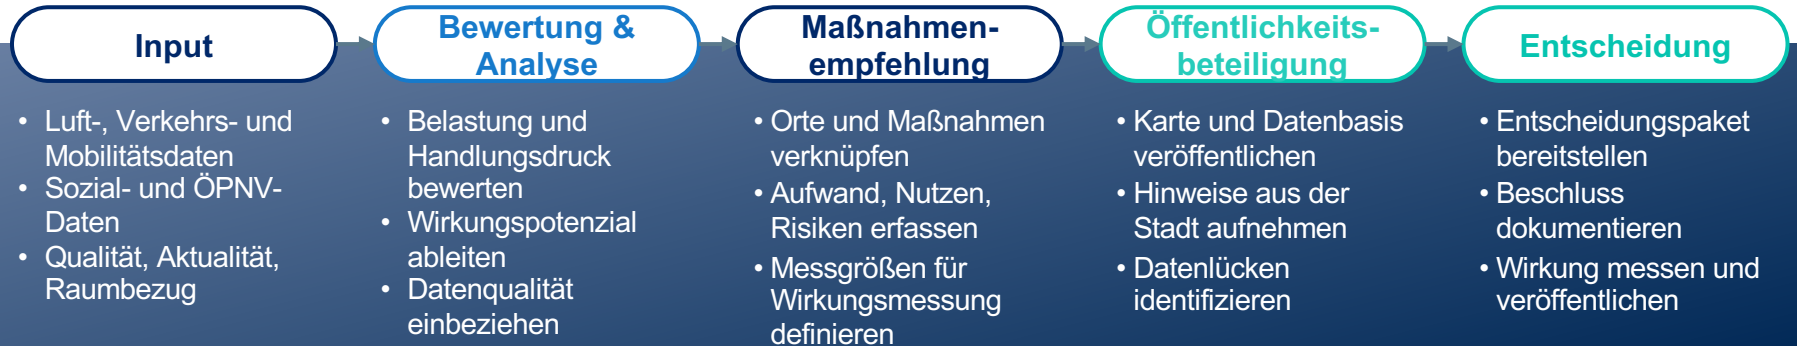 Input
• Luft-, Verkehrs- und
Mobilitätsdaten
• Sozial- und ÖPNV-
Daten
• Qualität, Aktualität,
Raumbezug
Bewertung &
Analyse
• Belastung und
Handlungsdruck
bewerten
• Wirkungspotenzial
ableiten
• Datenqualität
einbeziehen
Maßnahmen-
empfehlung
• Orte und Maßnahmen
verknüpfen
• Aufwand, Nutzen,
Risiken erfassen
• Messgrößen für
Wirkungsmessung
definieren
Öffentlichkeits-
beteiligung
• Karte und Datenbasis
veröffentlichen
• Hinweise aus der
Stadt aufnehmen
• Datenlücken
identifizieren
Entscheidung
• Entscheidungspaket
bereitstellen
• Beschluss
dokumentieren
• Wirkung messen und
veröffentlichen